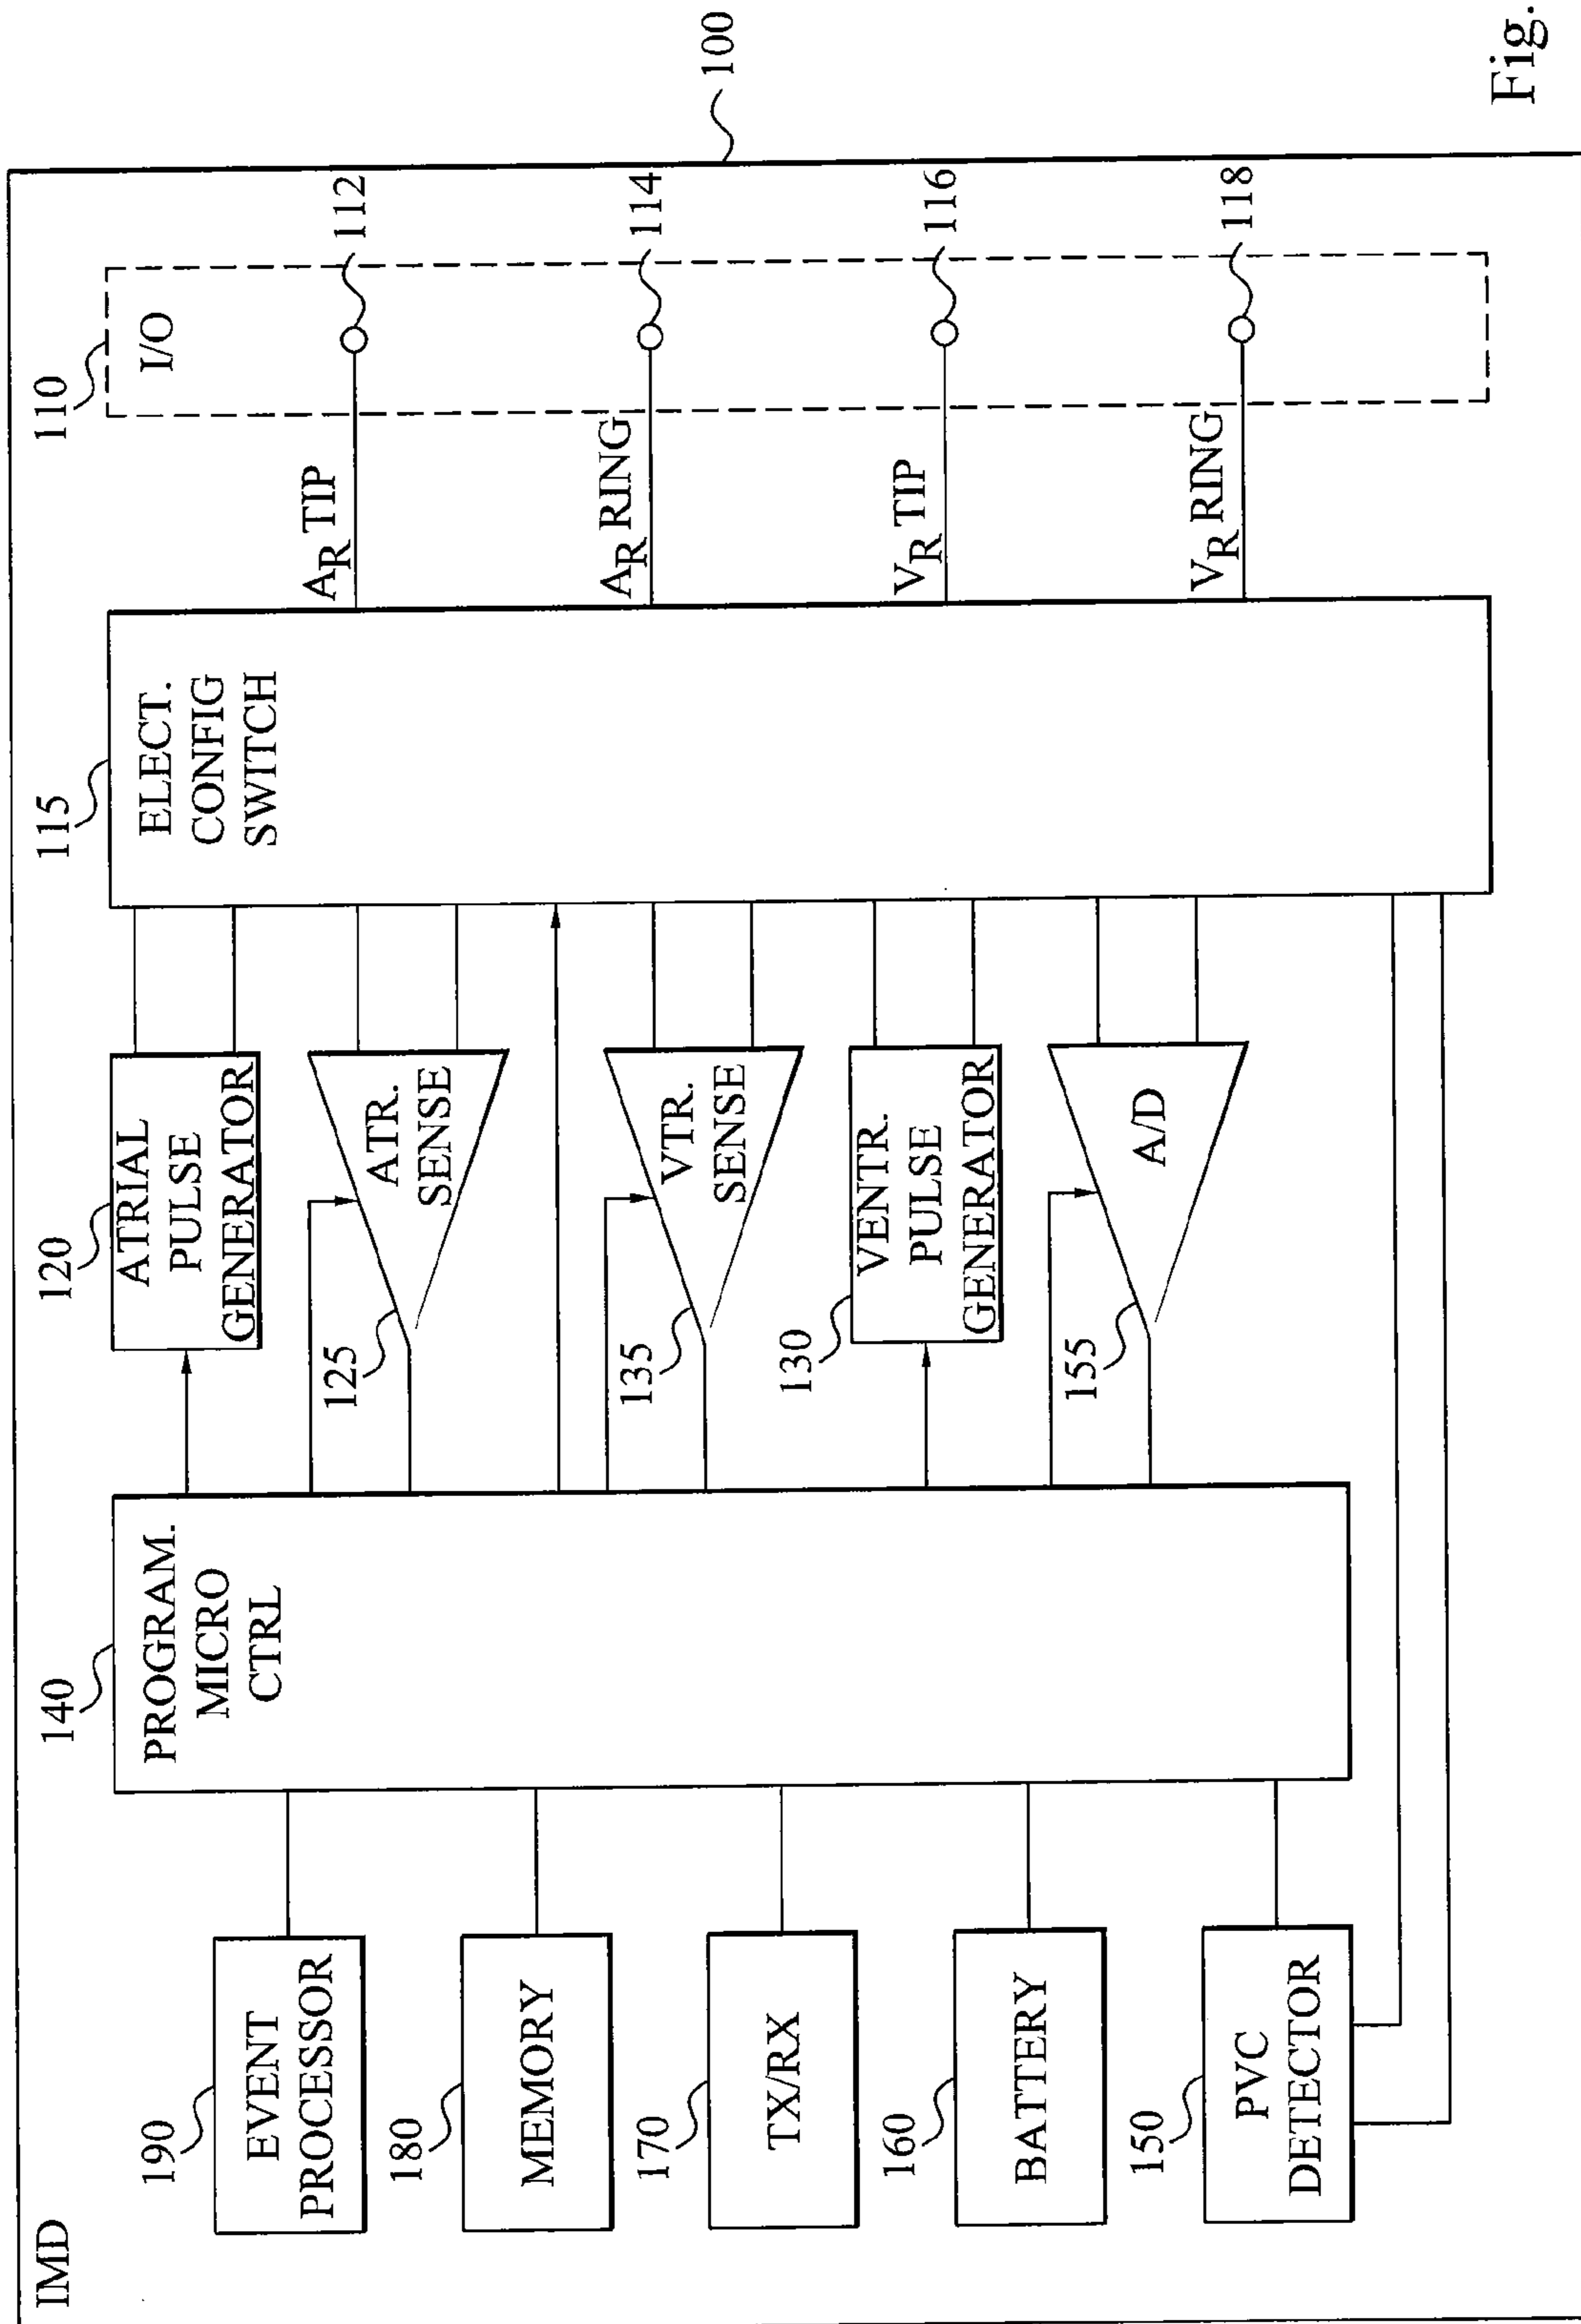 IMD
190
EVENT
PROCESSOR
180
MEMORY
170
TX/RX
160
BATTERY
150
PVC
DETECTOR
140
PROGRAM.
MICRO
CTRL
120
ATRIAL
PULSE
GENERATOR
125
ATR.
SENSE
135
VTR.
SENSE
130
VENTR.
PULSE
GENERATOR
155
A/D
115
ELECT.
CONFIG
SWITCH
AR TIP
AR RING
VR TIP
VR RING
110
I/O
112
114
116
118
100
Fig.